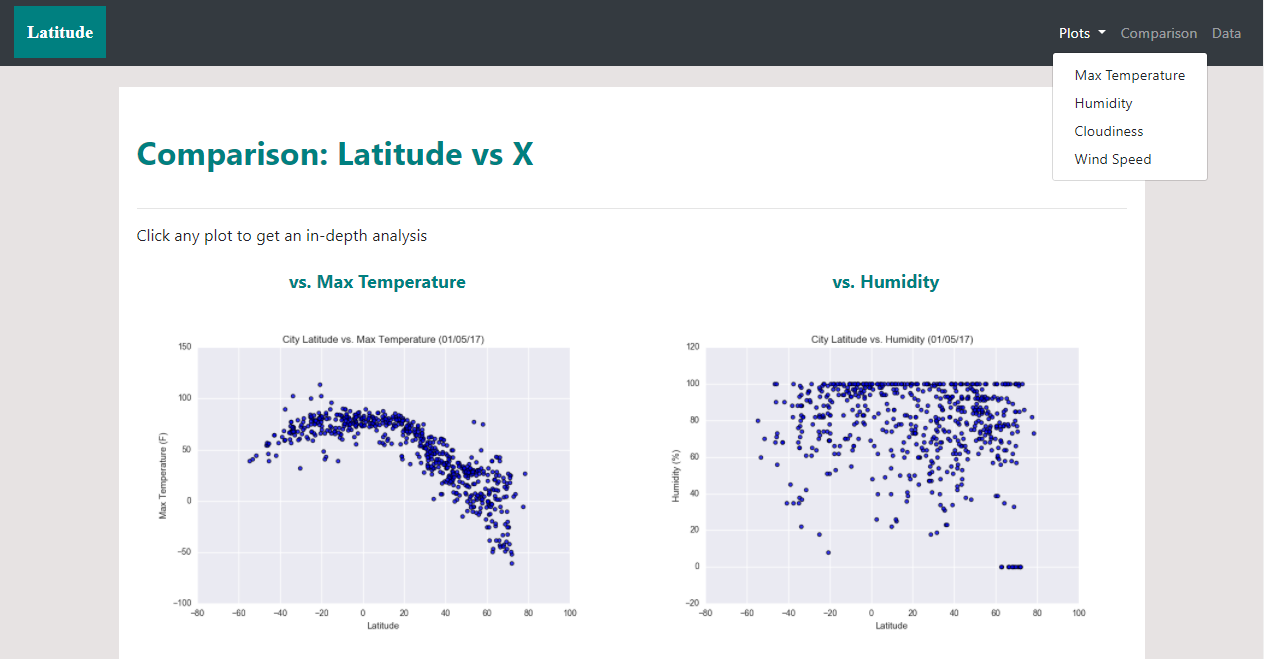 Latitude
Plots Comparison Data
Max Temperature
Humidity
Cloudiness
Wind Speed
Comparison: Latitude vs X
Click any plot to get an in-depth analysis
vs. Max Temperature
City Latitude vs. Max Temperature (01/05/17)
Max Temperature (F)
150
100
50
0
−50
−100
−80 −60 −40 −20 0 20 40 60 80 100
Latitude
vs. Humidity
City Latitude vs. Humidity (01/05/17)
Humidity (%)
120
100
80
60
40
20
0
−20
−80 −60 −40 −20 0 20 40 60 80 100
Latitude